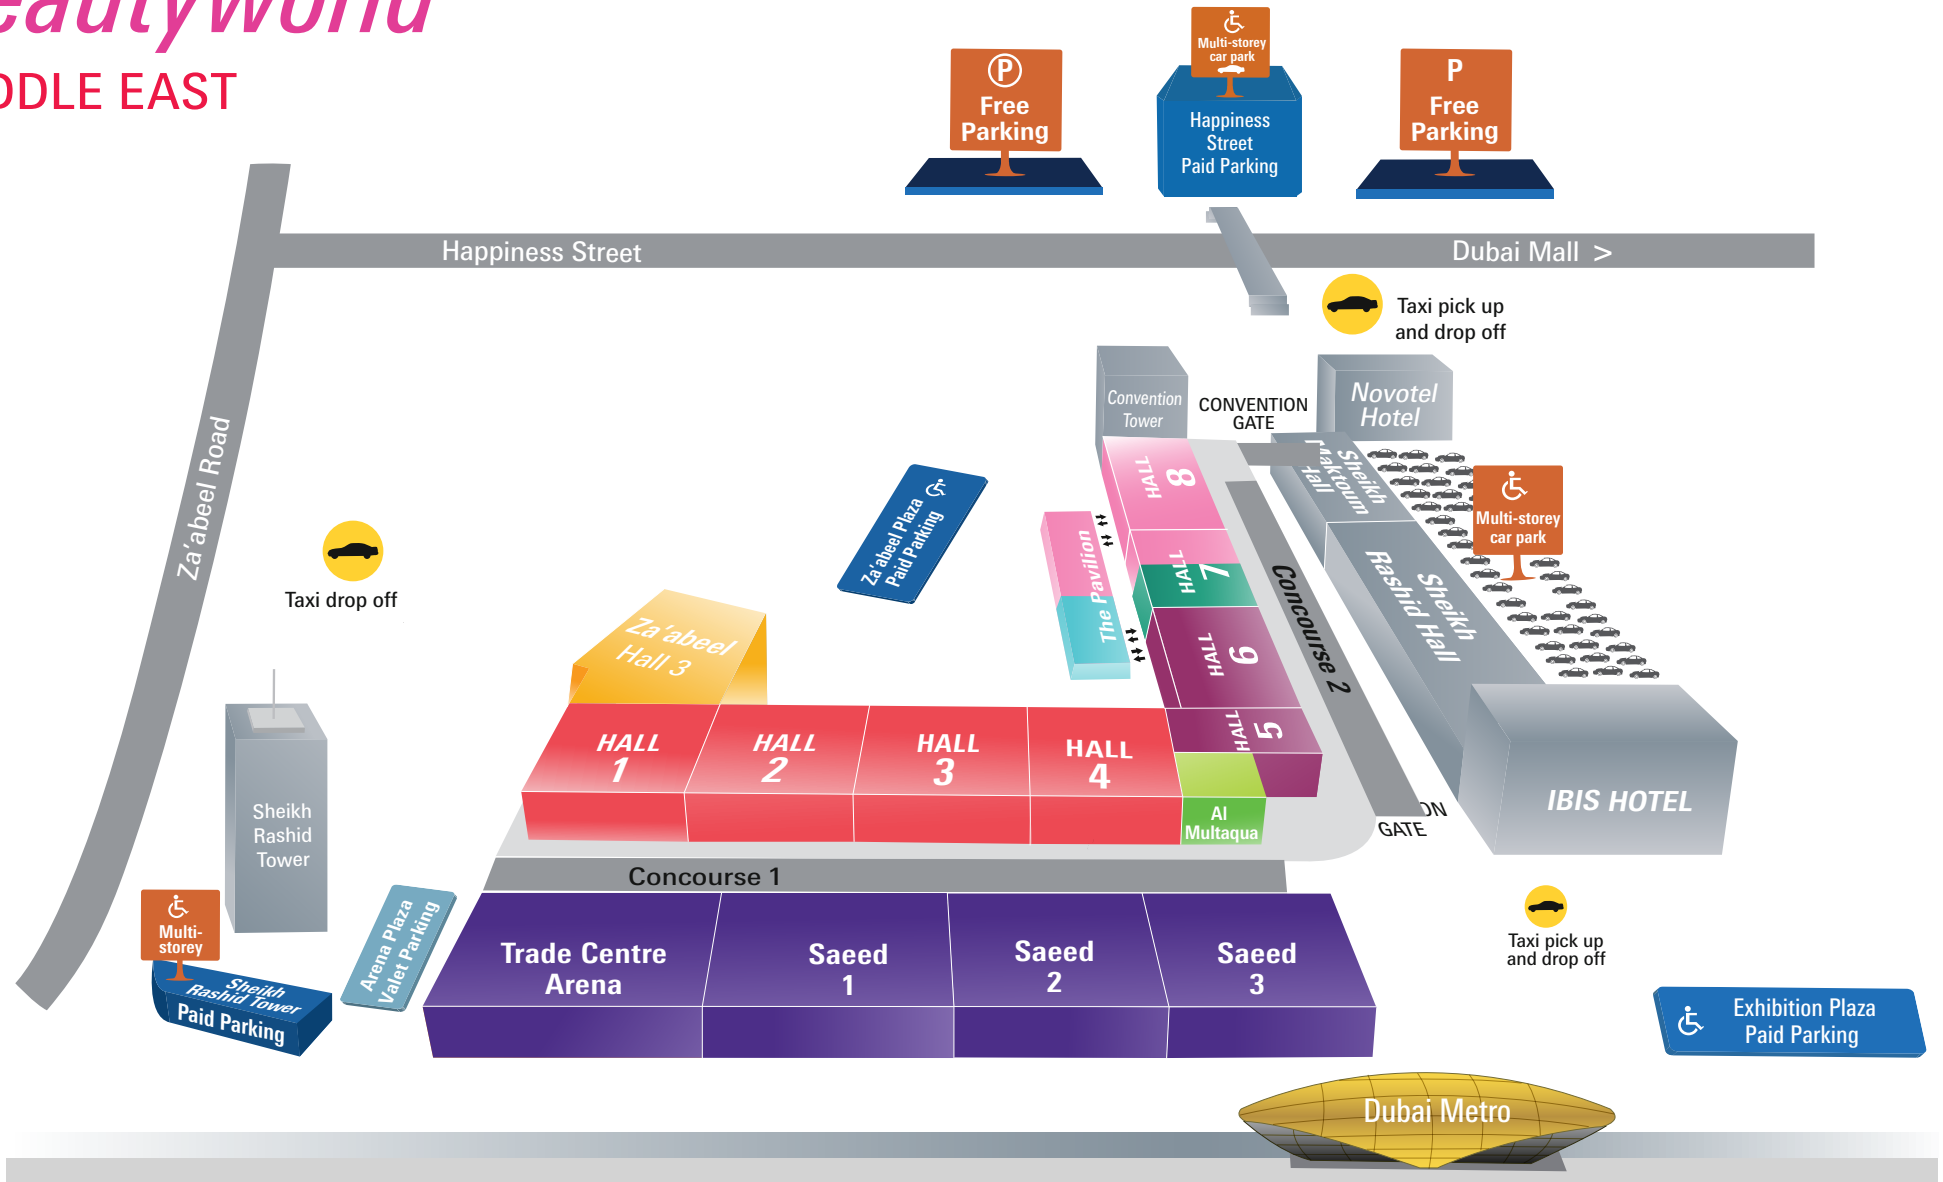 eautyworld
DDLE EAST
Multi-storey
car park
P
Free
Parking
Happiness
Street
Paid Parking
P
Free
Parking
Happiness Street
Dubai Mall >
Taxi pick up
and drop off
Za'abeel Road
Convention
Tower
CONVENTION
GATE
Novotel
Hotel
Sheikh
Maktoum
Hall
Multi-storey
car park
Za'abeel Plaza
Paid Parking
HALL
8
The Pavilion
HALL
7
HALL
6
HALL
5
Concourse 2
Sheikh
Rashid Hall
Taxi drop off
Za'abeel
Hall 3
HALL
1
HALL
2
HALL
3
HALL
4
Al
Multaqua
ON
GATE
IBIS HOTEL
Sheikh
Rashid
Tower
Concourse 1
Multi-
storey
Sheikh
Rashid Tower
Paid Parking
Arena Plaza
Valet Parking
Trade Centre
Arena
Saeed
1
Saeed
2
Saeed
3
Taxi pick up
and drop off
Exhibition Plaza
Paid Parking
Dubai Metro